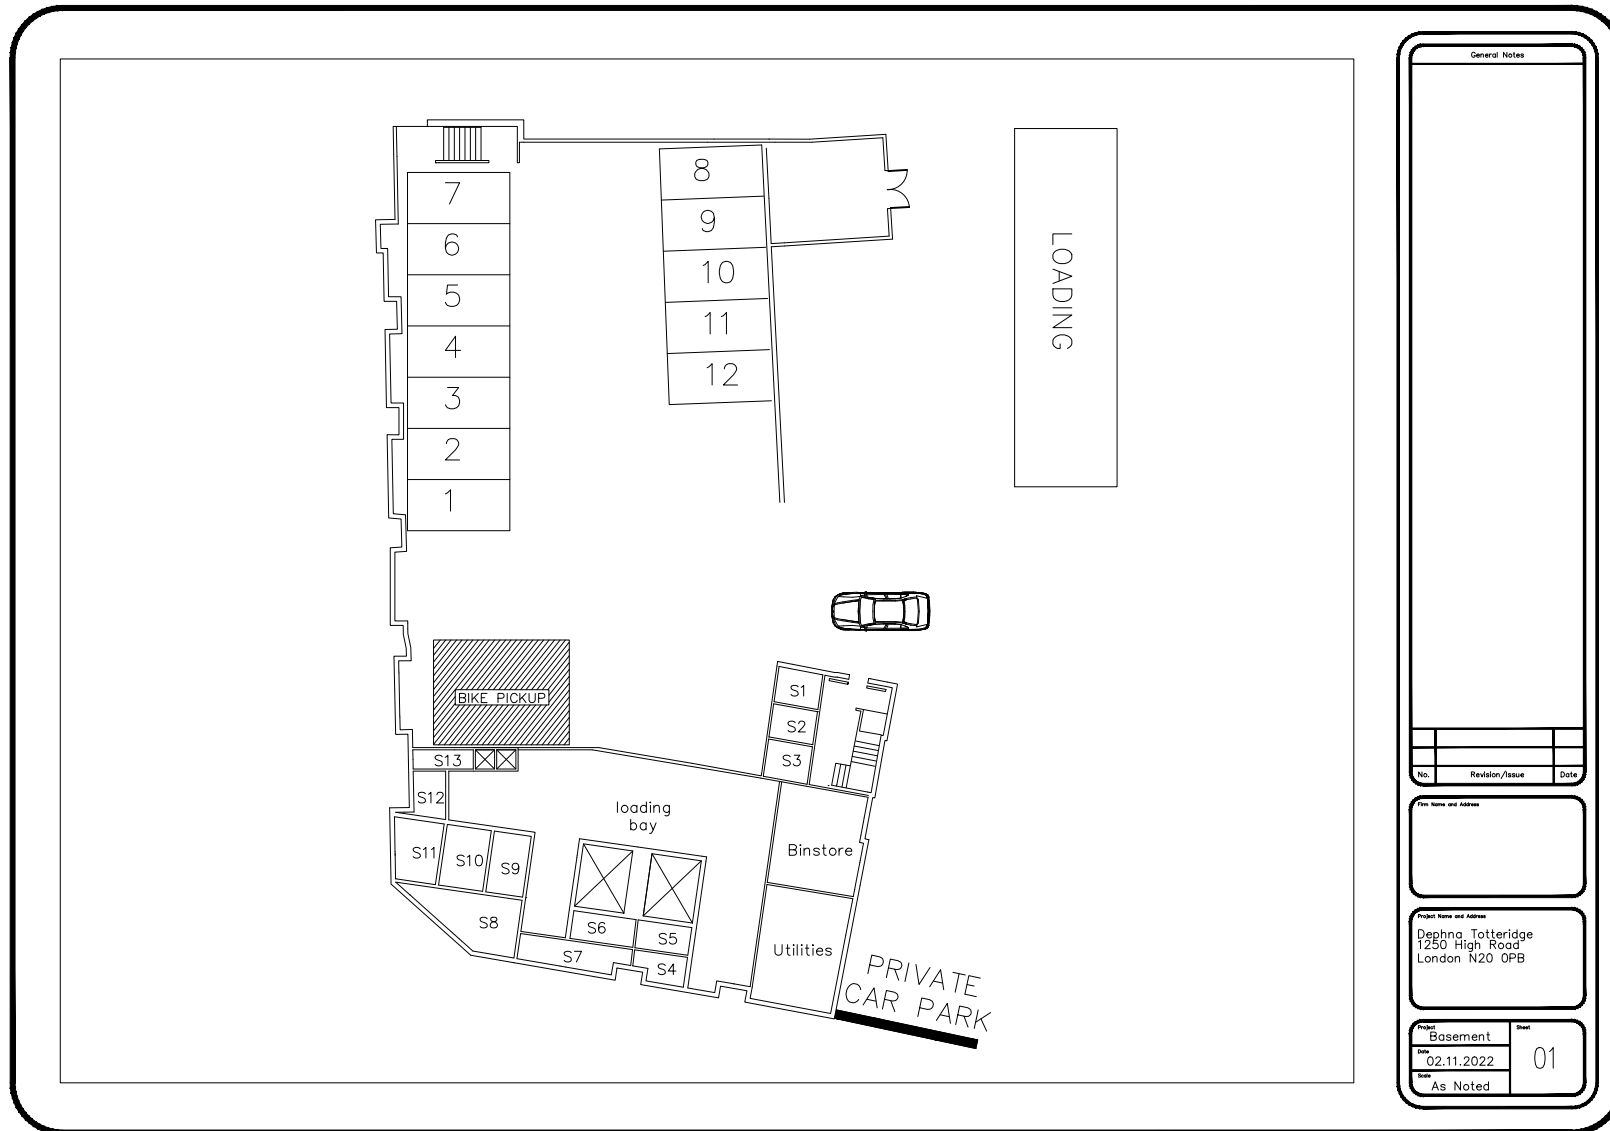 7
6
5
4
3
2
1
8
9
10
11
12
LOADING
BIKE PICKUP
S1
S2
S3
S13
S12
S11
S10
S9
S8
loading
bay
S6
S5
S7
S4
Binstore
Utilities
PRIVATE
CAR PARK
General Notes
No.
Revision/Issue
Date
Firm Name and Address
Project Name and Address
Dephna Totteridge
1250 High Road
London N20 0PB
Project
Basement
Date
02.11.2022
Scale
As Noted
Sheet
01